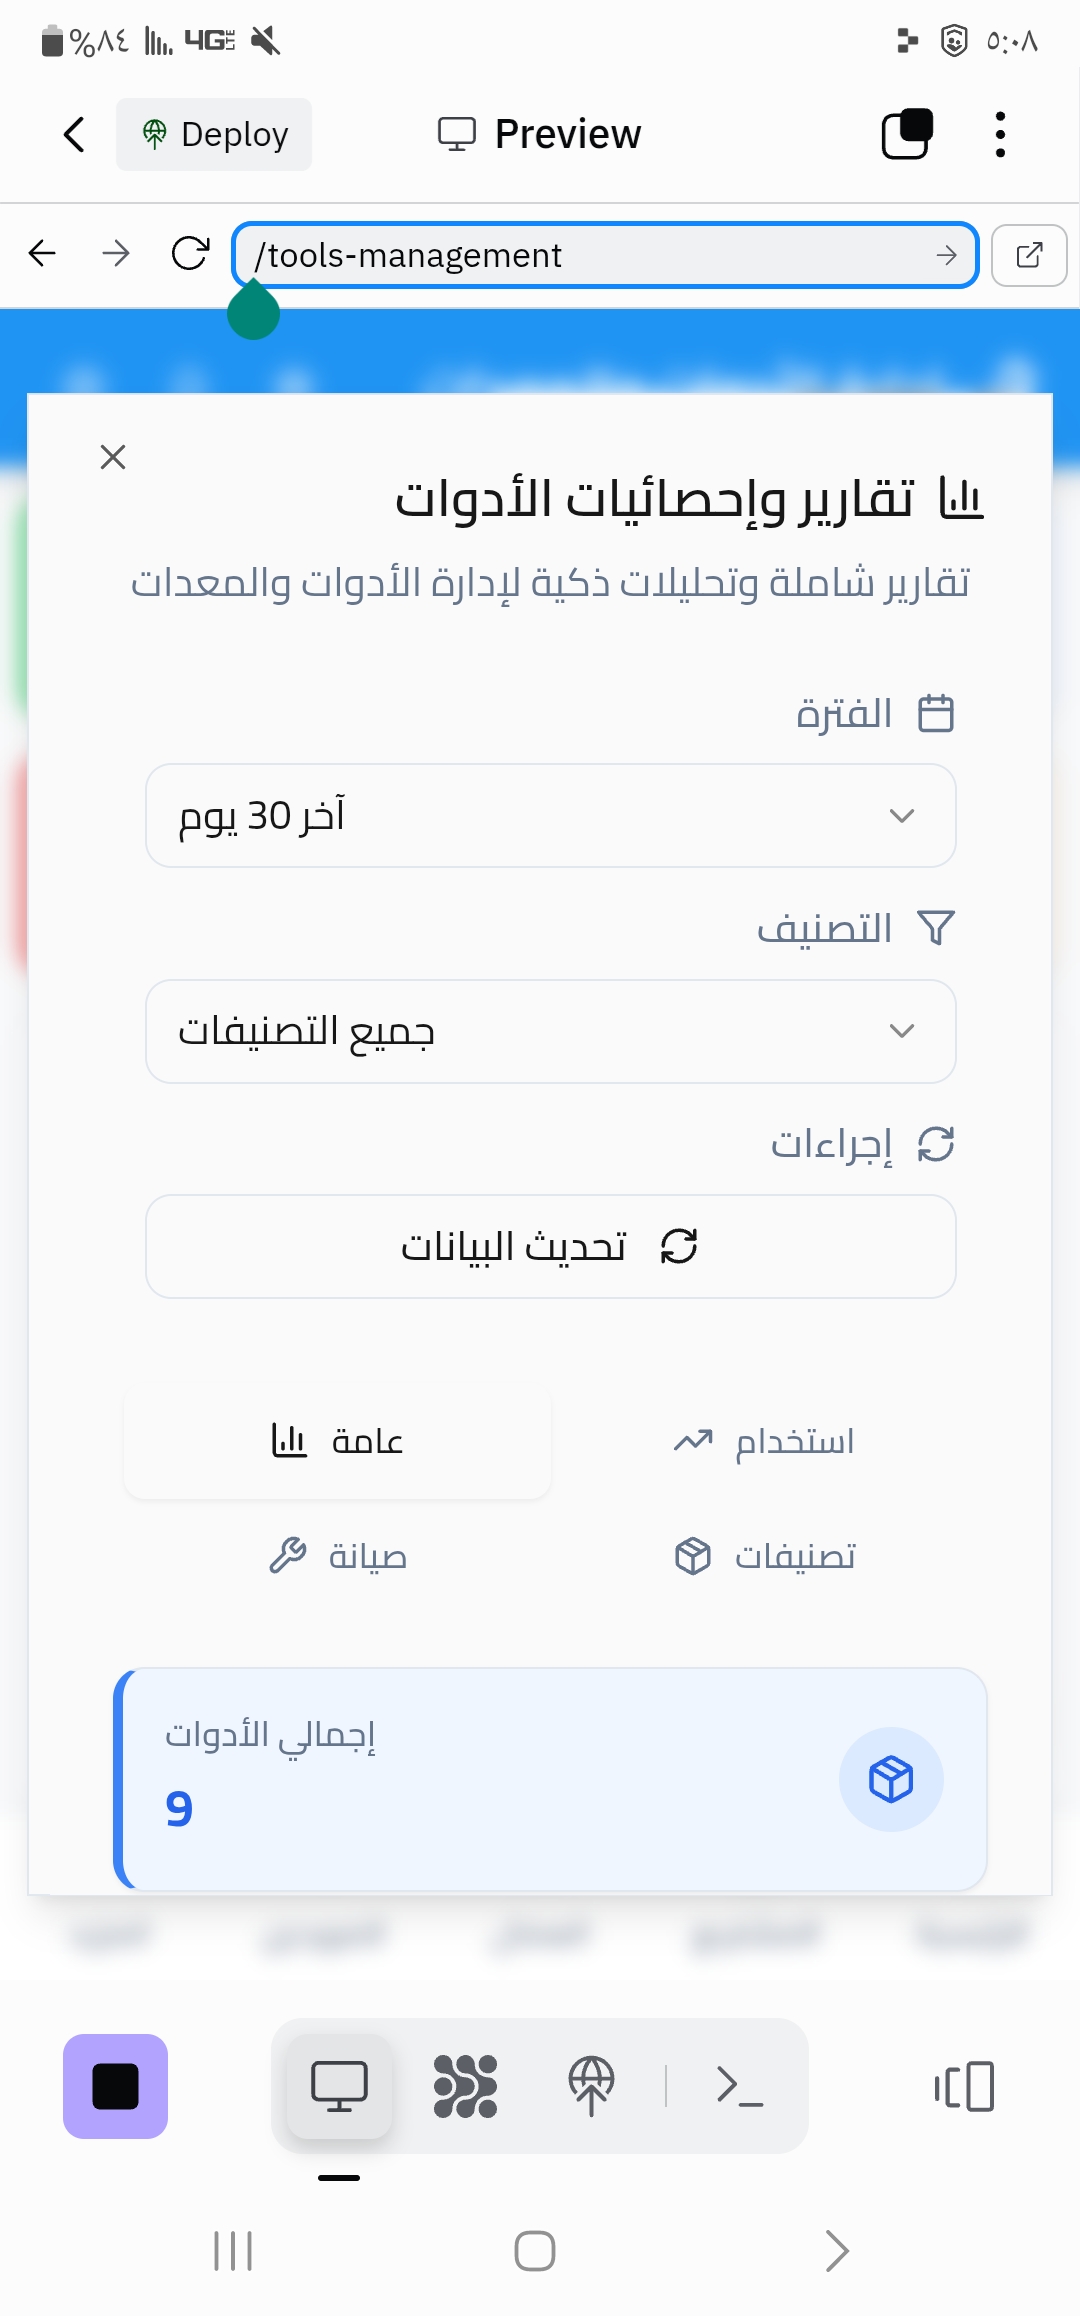 ٥:٠٨
4G LTE
%٨٤
Deploy
Preview
/tools-management
تقارير وإحصائيات الأدوات
تقارير شاملة وتحليلات ذكية لإدارة الأدوات والمعدات
الفترة
آخر 30 يوم
التصنيف
جميع التصنيفات
إجراءات
تحديث البيانات
استخدام
عامة
تصنيفات
صيانة
إجمالي الأدوات
9